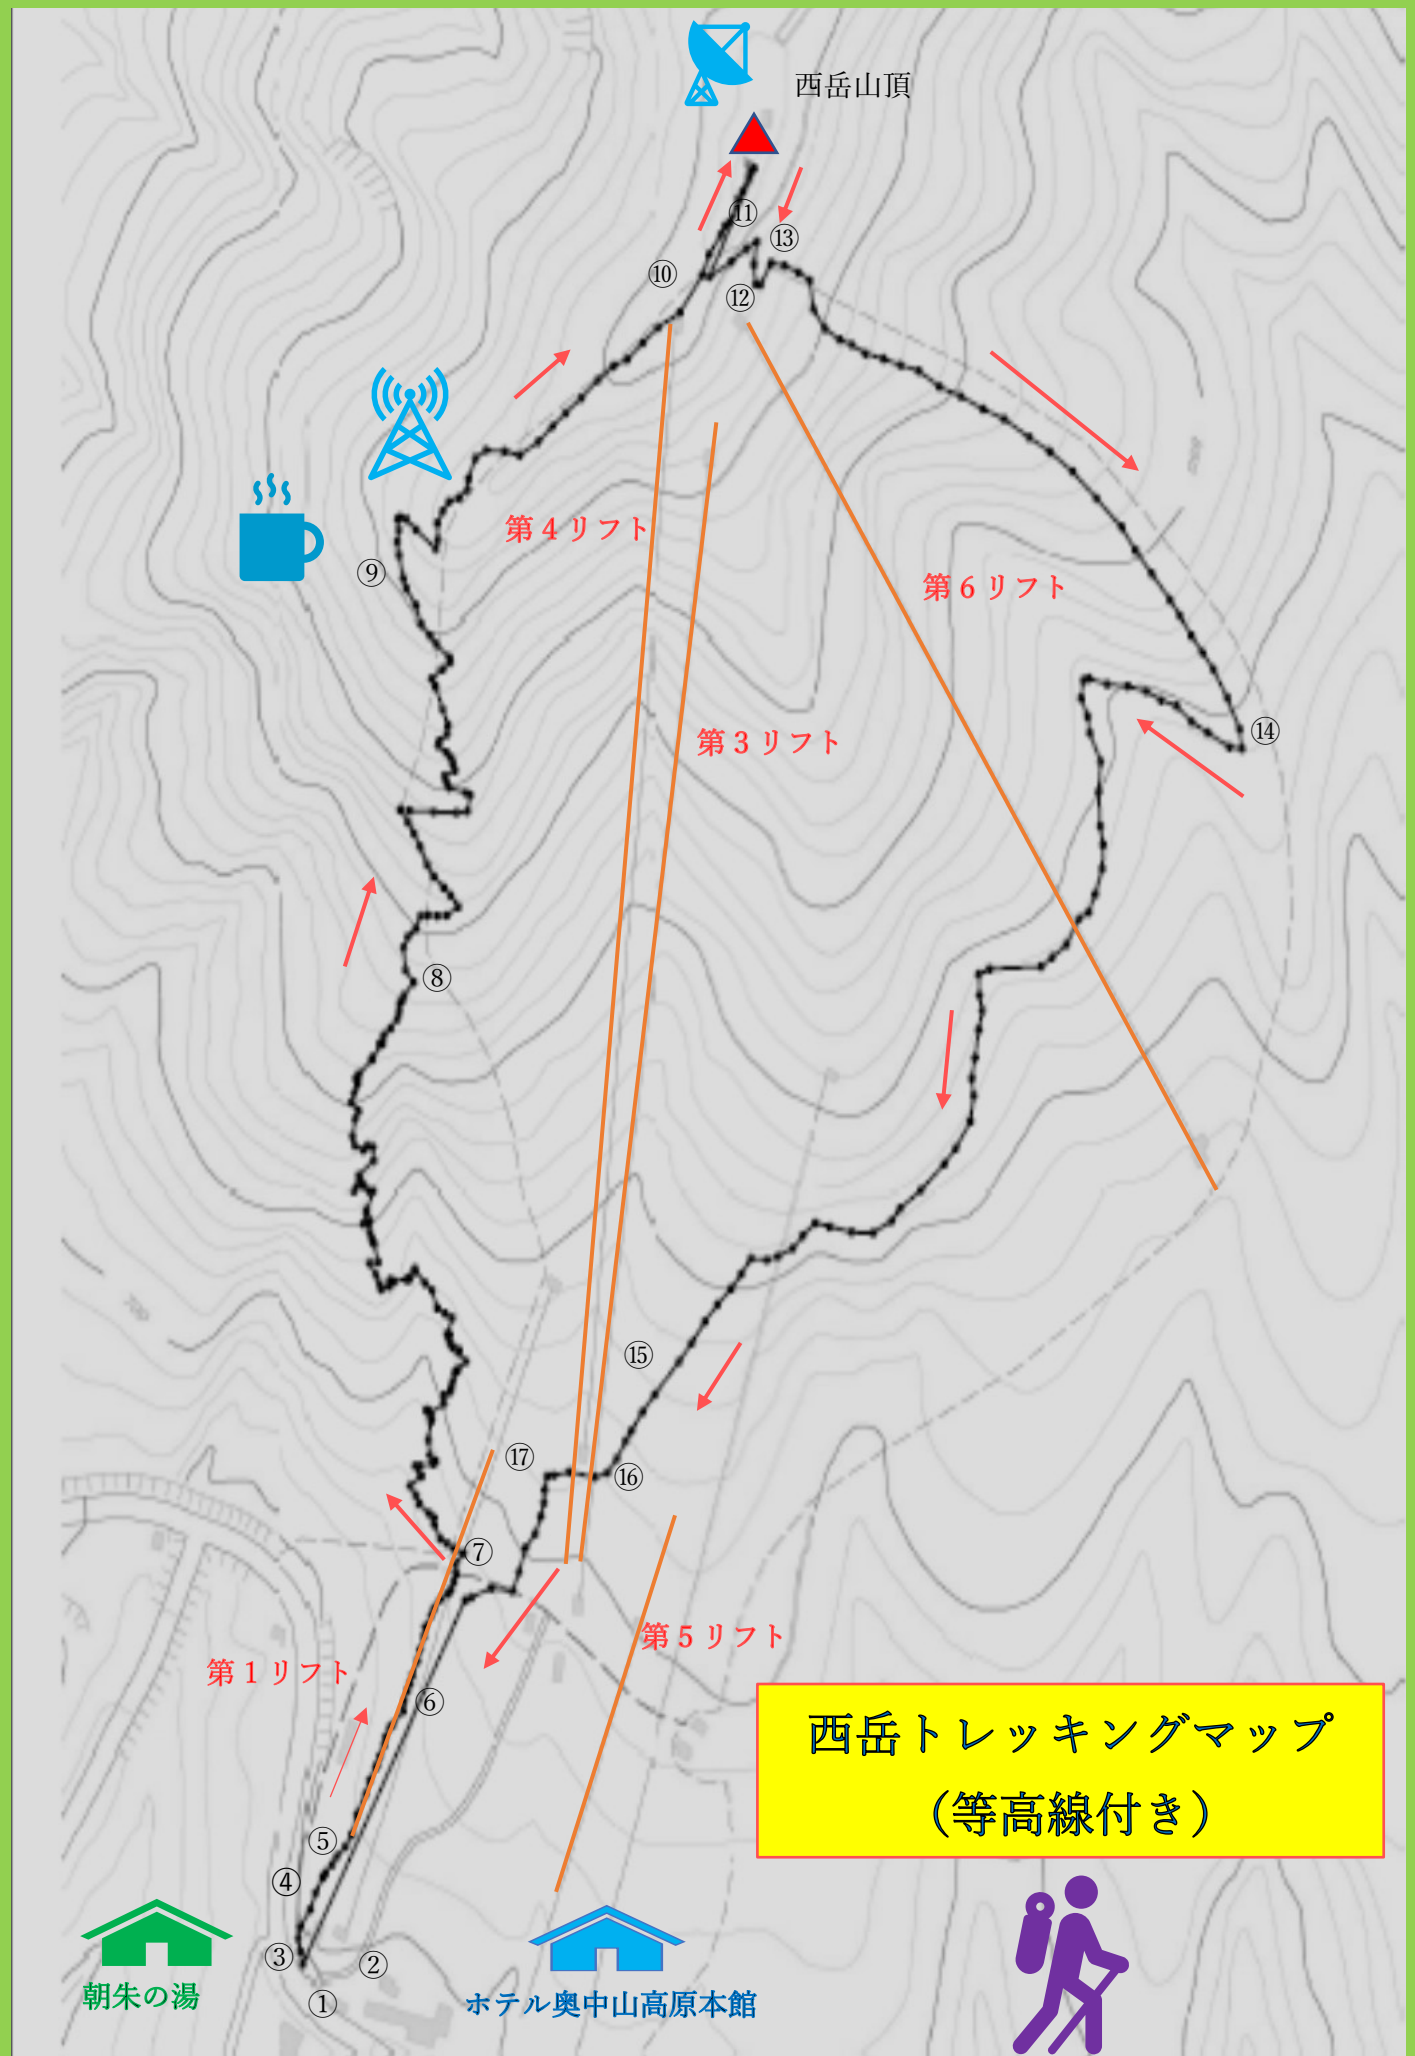 西岳山頂
⑪
⑬
⑩
⑫
第4リフト
⑨
第6リフト
⑭
第3リフト
⑧
700
⑮
⑰
⑯
⑦
第5リフト
第1リフト
⑥
西岳トレッキングマップ
(等高線付き)
⑤
④
③
②
朝朱の湯
①
ホテル奥中山高原本館